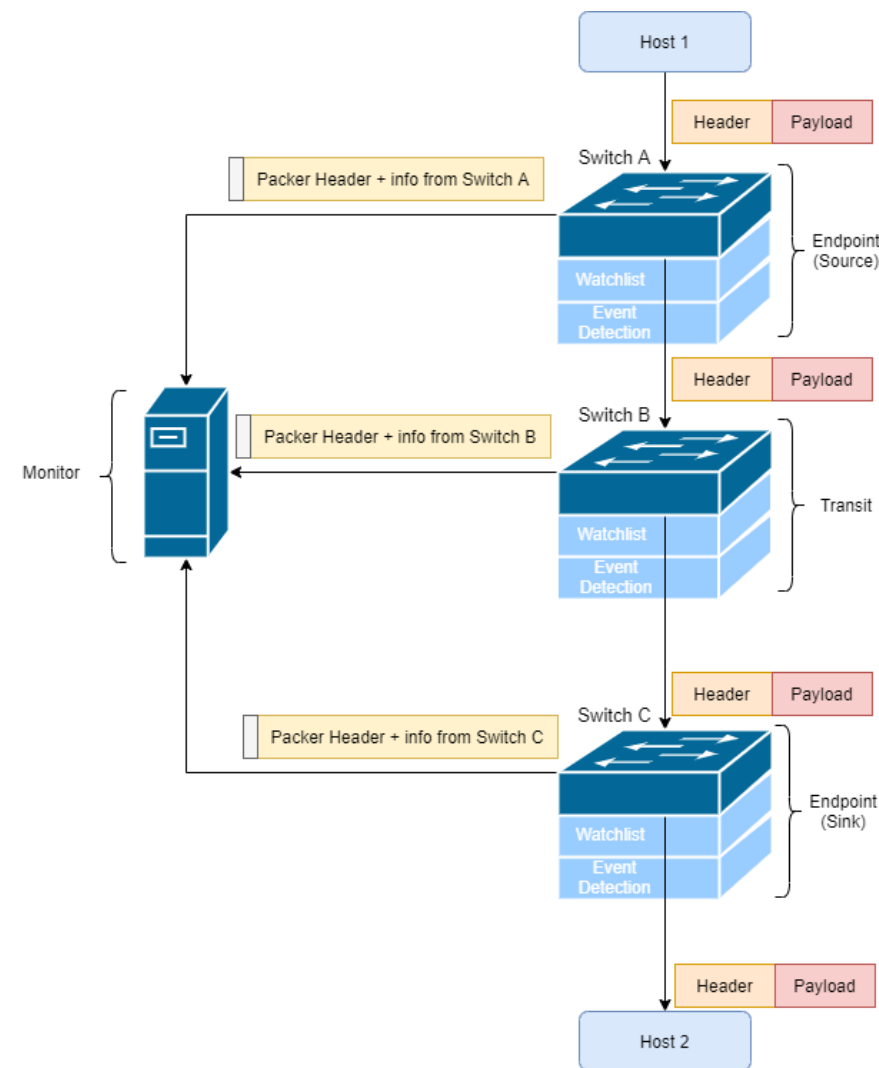 Host 1
Header
Payload
Switch A
Packer Header + info from Switch A
Endpoint
(Source)
Watchlist
Event
Detection
Header
Payload
Switch B
Packer Header + info from Switch B
Monitor
Transit
Watchlist
Event
Detection
Header
Payload
Switch C
Packer Header + info from Switch C
Endpoint
(Sink)
Watchlist
Event
Detection
Header
Payload
Host 2